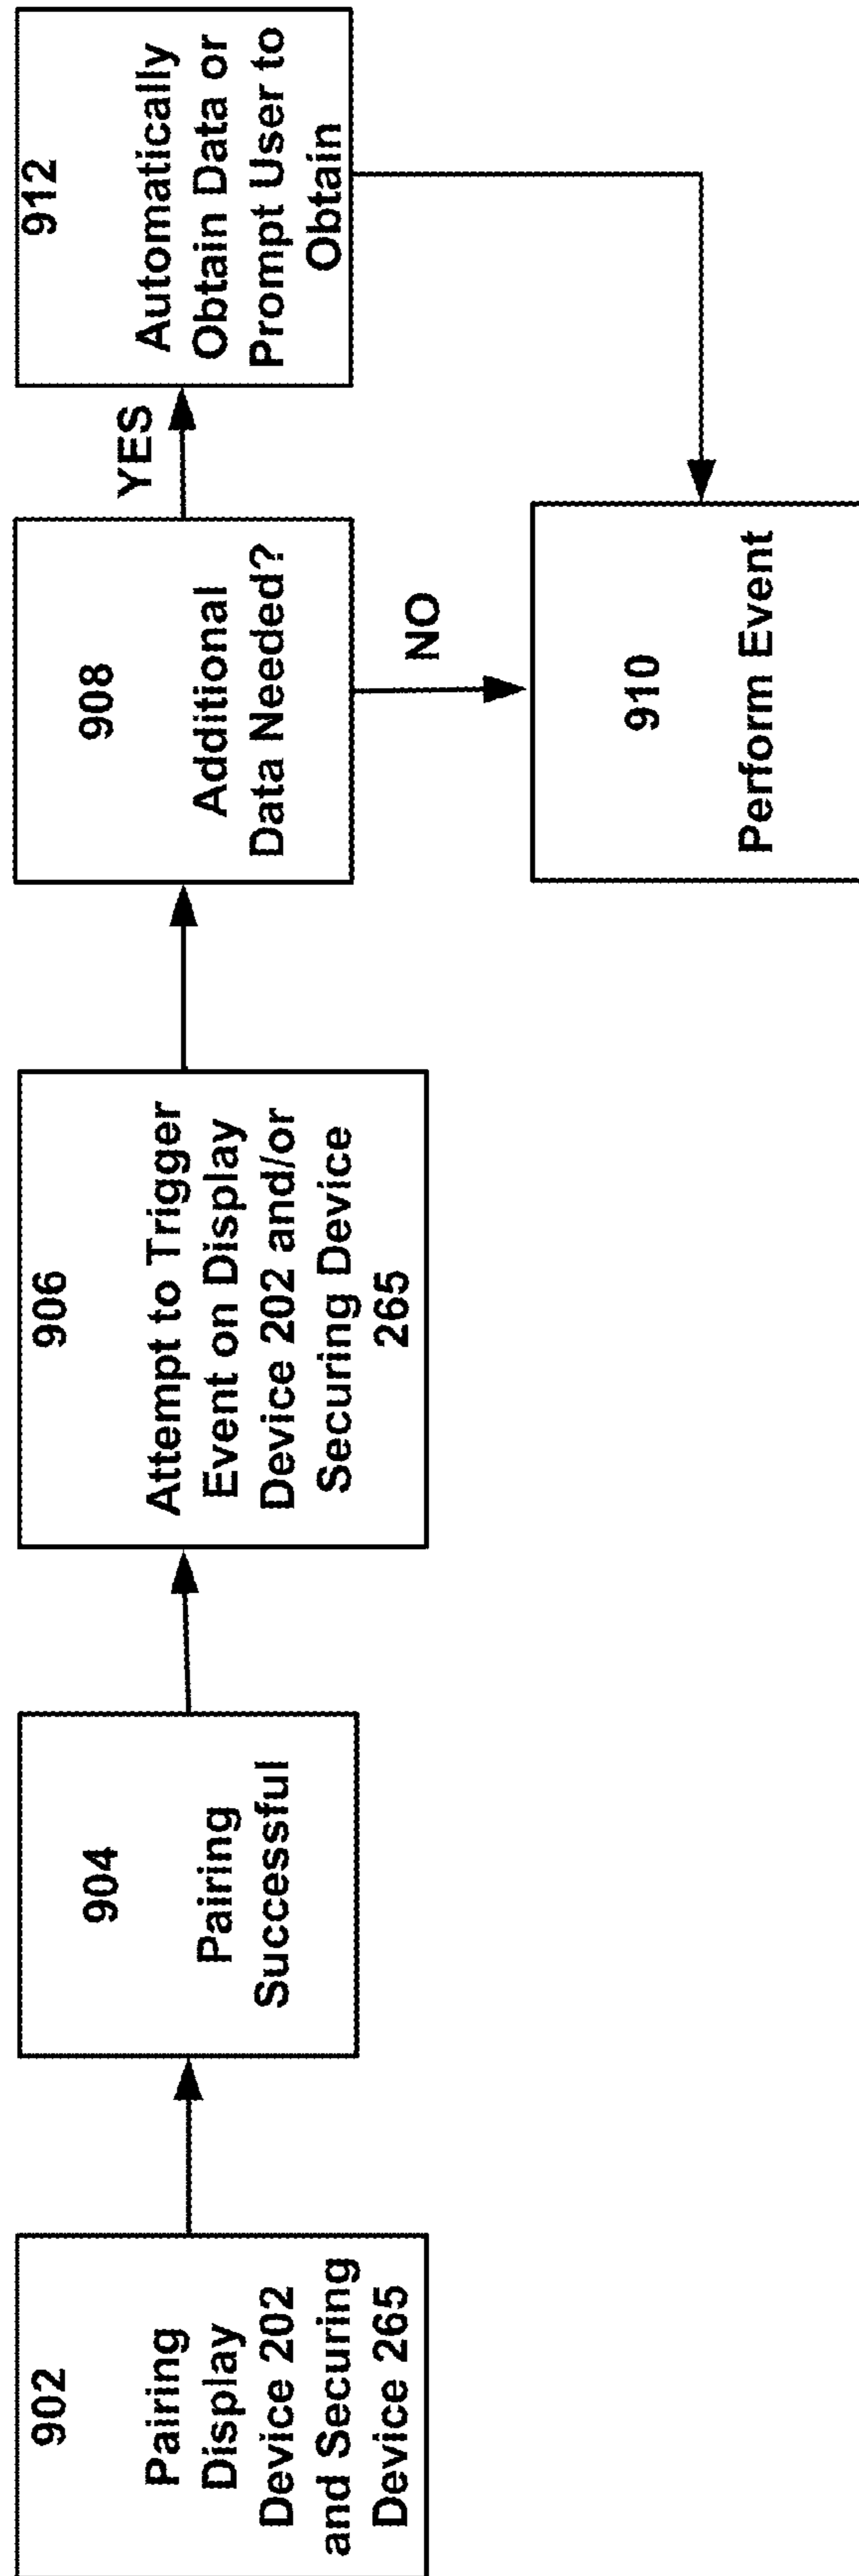 902
Pairing
Display
Device 202
and Securing
Device 265
904
Pairing
Successful
906
Attempt to Trigger
Event on Display
Device 202 and/or
Securing Device
265
908
Additional
Data Needed?
YES
912
Automatically
Obtain Data or
Prompt User to
Obtain
NO
910
Perform Event